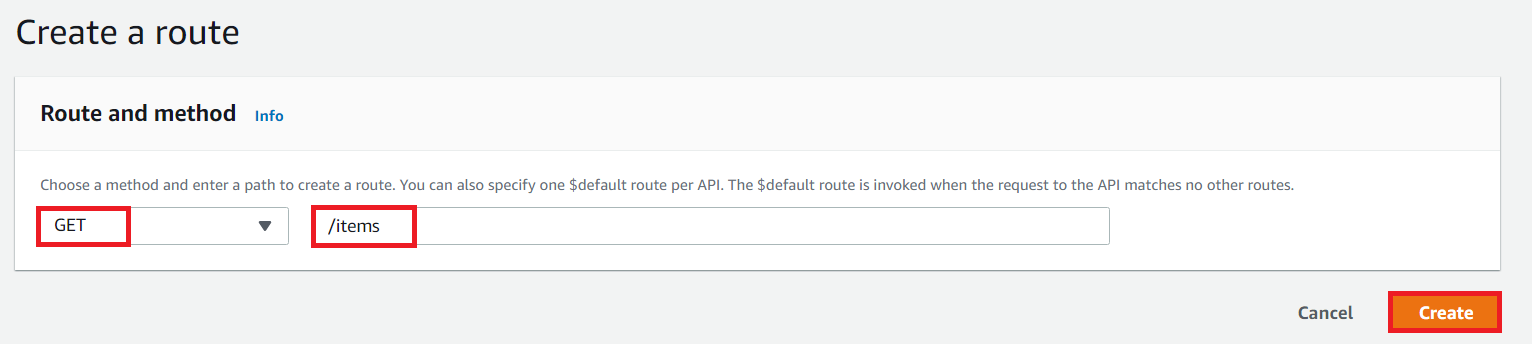 Create a route
Route and method Info
Choose a method and enter a path to create a route. You can also specify one $default route per API. The $default route is invoked when the request to the API matches no other routes.
GET /items
Cancel Create